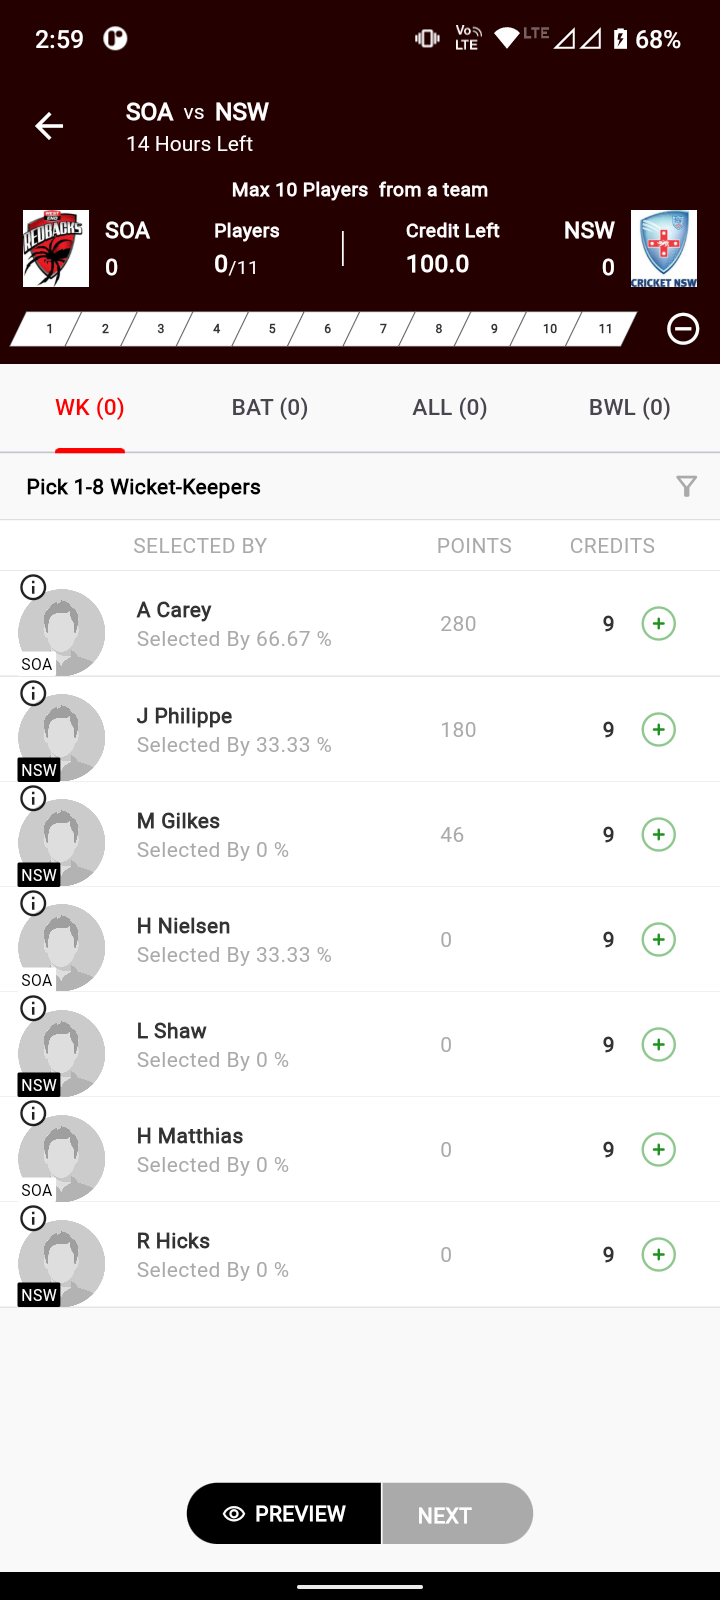 2:59 Vo LTE LTE 68%
SOA vs NSW
14 Hours Left
Max 10 Players from a team
WEST END REDBACKS SOA 0 Players 0/11 Credit Left 100.0 NSW 0 CRICKET NSW
1 2 3 4 5 6 7 8 9 10 11
WK (0) BAT (0) ALL (0) BWL (0)
Pick 1-8 Wicket-Keepers
SELECTED BY POINTS CREDITS
A Carey
Selected By 66.67 % 280 9
SOA
J Philippe
Selected By 33.33 % 180 9
NSW
M Gilkes
Selected By 0 % 46 9
NSW
H Nielsen
Selected By 33.33 % 0 9
SOA
L Shaw
Selected By 0 % 0 9
NSW
H Matthias
Selected By 0 % 0 9
SOA
R Hicks
Selected By 0 % 0 9
NSW
PREVIEW NEXT